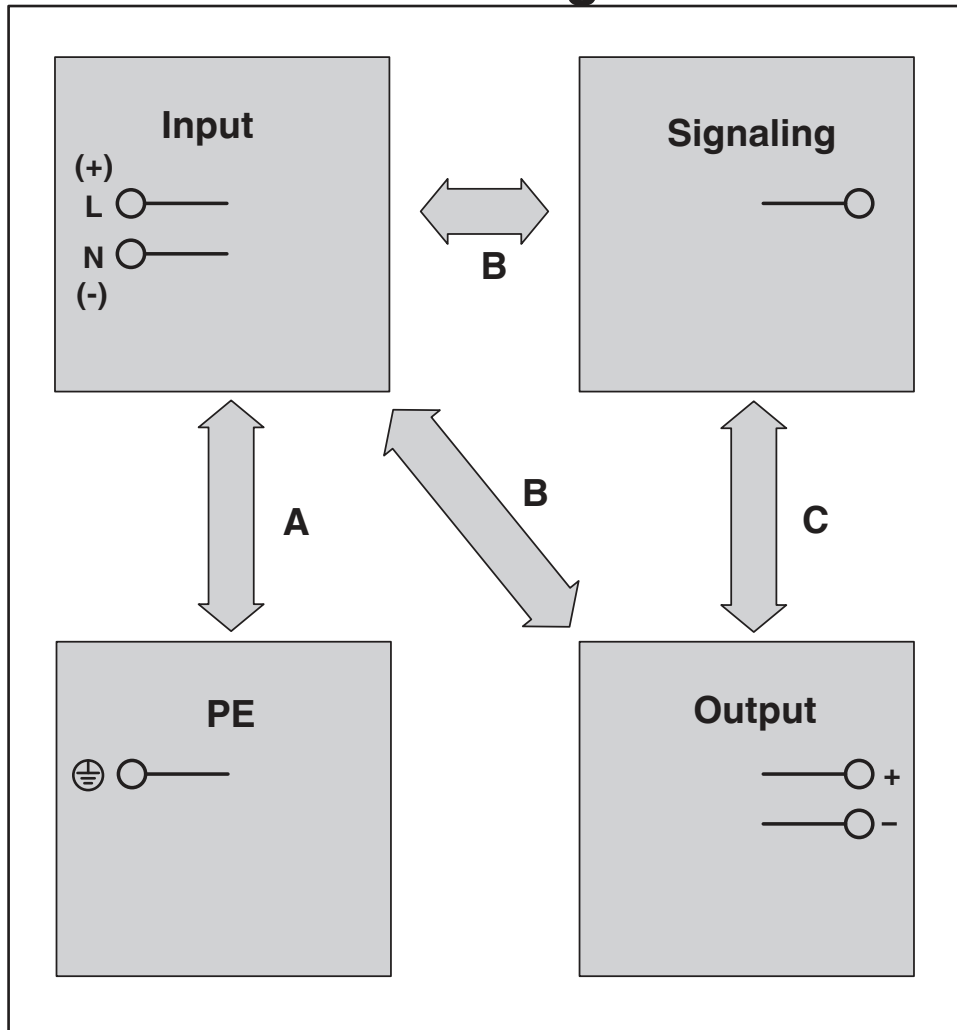 Input
(+)
L
N
(-)
Signaling
B
A
B
C
PE
Output
+
–